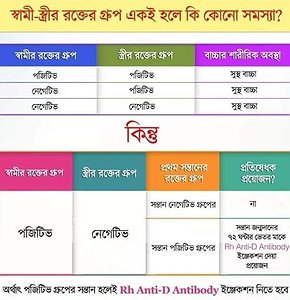 স্বামী-স্ত্রীর রক্তের গ্রুপ একই হলে কি কোনো সমস্যা?
স্বামীর রক্তের গ্রুপ স্ত্রীর রক্তের গ্রুপ বাচ্চার শারীরিক অবস্থা
পজিটিভ পজিটিভ সুস্থ বাচ্চা
নেগেটিভ পজিটিভ সুস্থ বাচ্চা
নেগেটিভ নেগেটিভ সুস্থ বাচ্চা
কিন্তু
স্বামীর রক্তের গ্রুপ স্ত্রীর রক্তের গ্রুপ প্রথম সন্তানের রক্তের গ্রুপ প্রতিষেধক প্রয়োজন?
পজিটিভ নেগেটিভ
সন্তান নেগেটিভ গ্রুপের না
সন্তান পজিটিভ গ্রুপের
সন্তান জন্মদানের
৭২ ঘন্টার ভেতর মাকে
Rh Anti-D Antibody
ইঞ্জেকশন দেয়া
প্রয়োজন
অর্থাৎ পজিটিভ গ্রুপের সন্তান হলেই Rh Anti-D Antibody ইঞ্জেকশন নিতে হবে